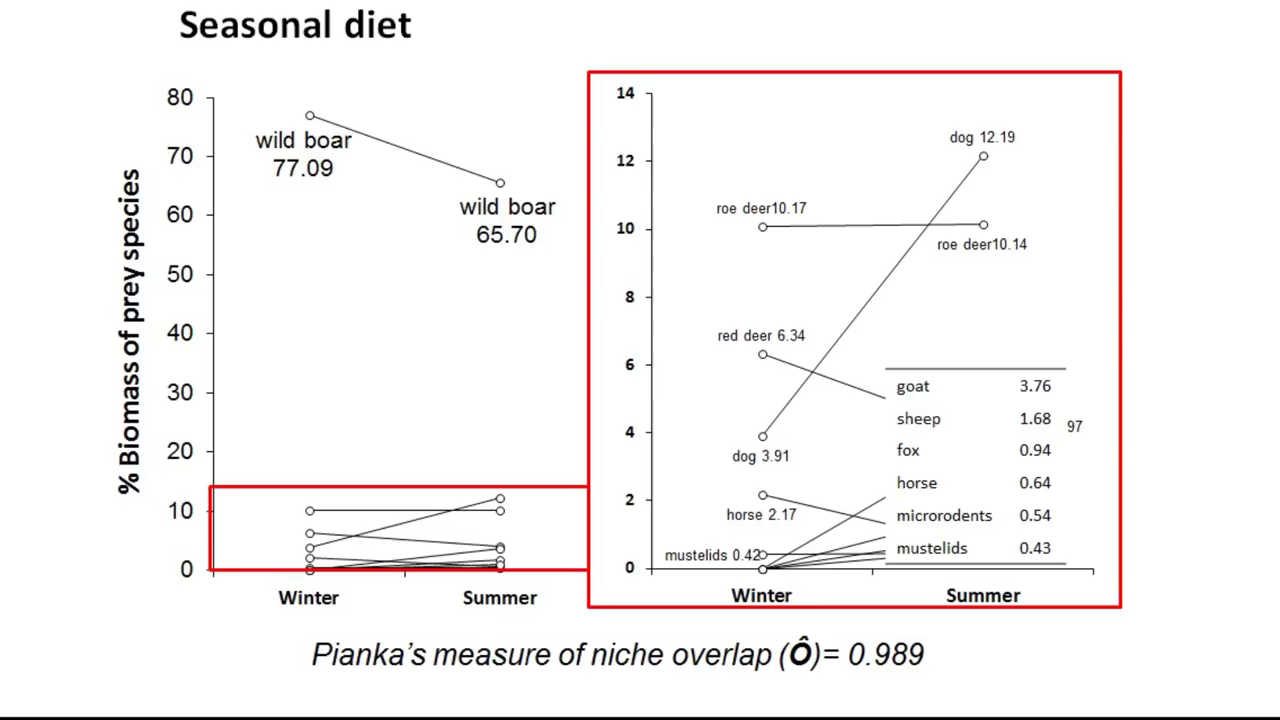 Seasonal diet
% Biomass of prey species
80
70
60
50
40
30
20
10
0
wild boar
77.09
wild boar
65.70
Winter
Summer
14
12
10
8
6
4
2
0
dog 12.19
roe deer10.17
roe deer10.14
red deer 6.34
dog 3.91
horse 2.17
mustelids 0.42
goat 3.76
sheep 1.68
97
fox 0.94
horse 0.64
microrodents 0.54
mustelids 0.43
Winter
Summer
Pianka's measure of niche overlap (Ô)= 0.989